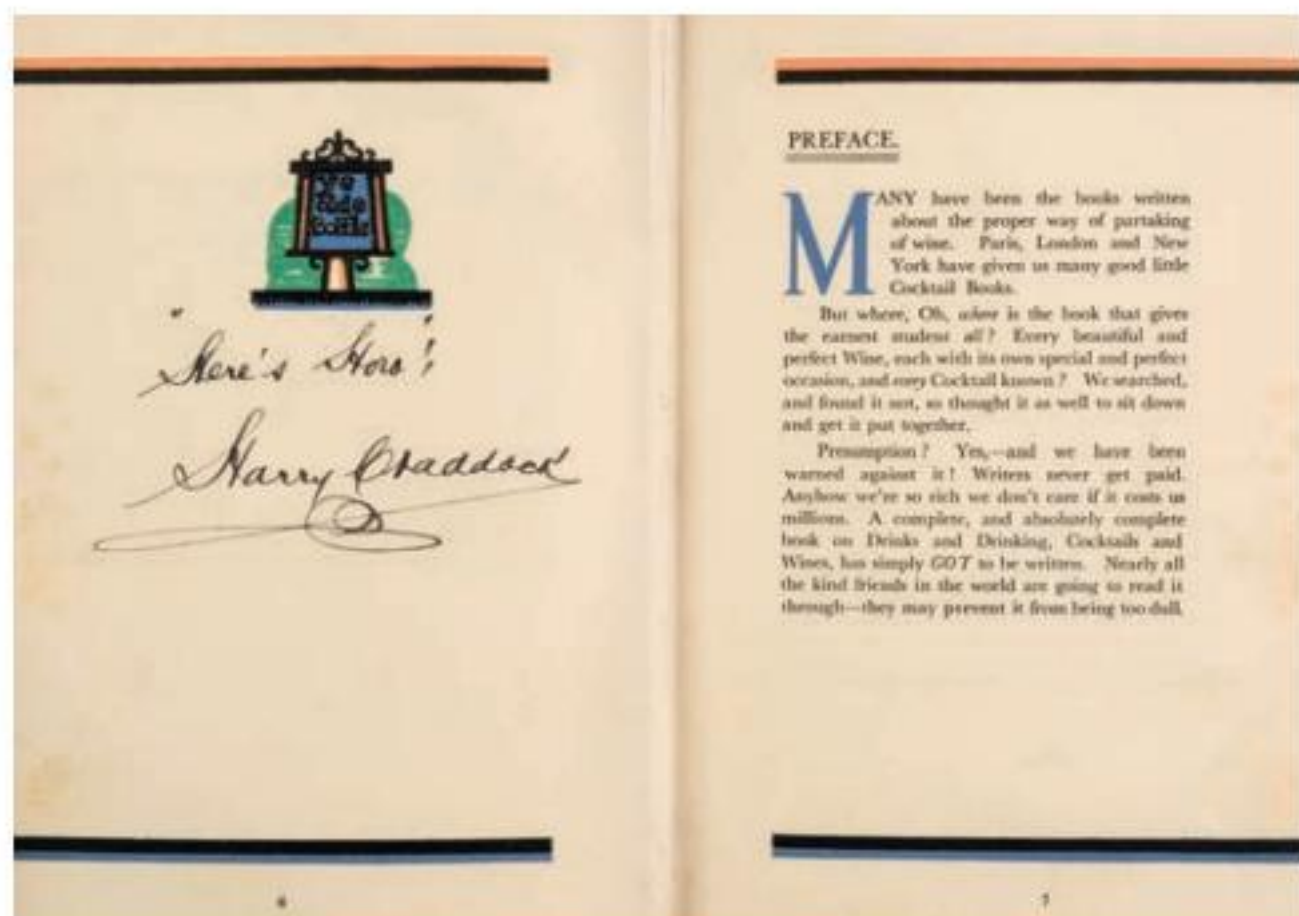 "Here's How"!
Harry Craddock
6
PREFACE.
MANY have been the books written
about the proper way of partaking
of wine. Paris, London and New
York have given us many good little
Cocktail Books.
But where, Oh, where is the book that gives
the earnest student all? Every beautiful and
perfect Wine, each with its own special and perfect
occasion, and every Cocktail known? We searched,
and found it not, so thought it as well to sit down
and get it put together.
Presumption? Yes,—and we have been
warned against it! Writers never get paid.
Anyhow we're so rich we don't care if it costs us
millions. A complete, and absolutely complete
book on Drinks and Drinking, Cocktails and
Wines, has simply GOT to be written. Nearly all
the kind friends in the world are going to read it
through—they may prevent it from being too dull.
7